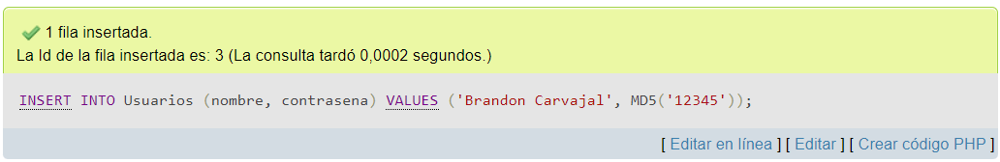 1 fila insertada.
La Id de la fila insertada es: 3 (La consulta tardó 0,0002 segundos.)
INSERT INTO Usuarios (nombre, contrasena) VALUES ('Brandon Carvajal', MD5('12345'));
[ Editar en línea ] [ Editar ] [ Crear código PHP ]